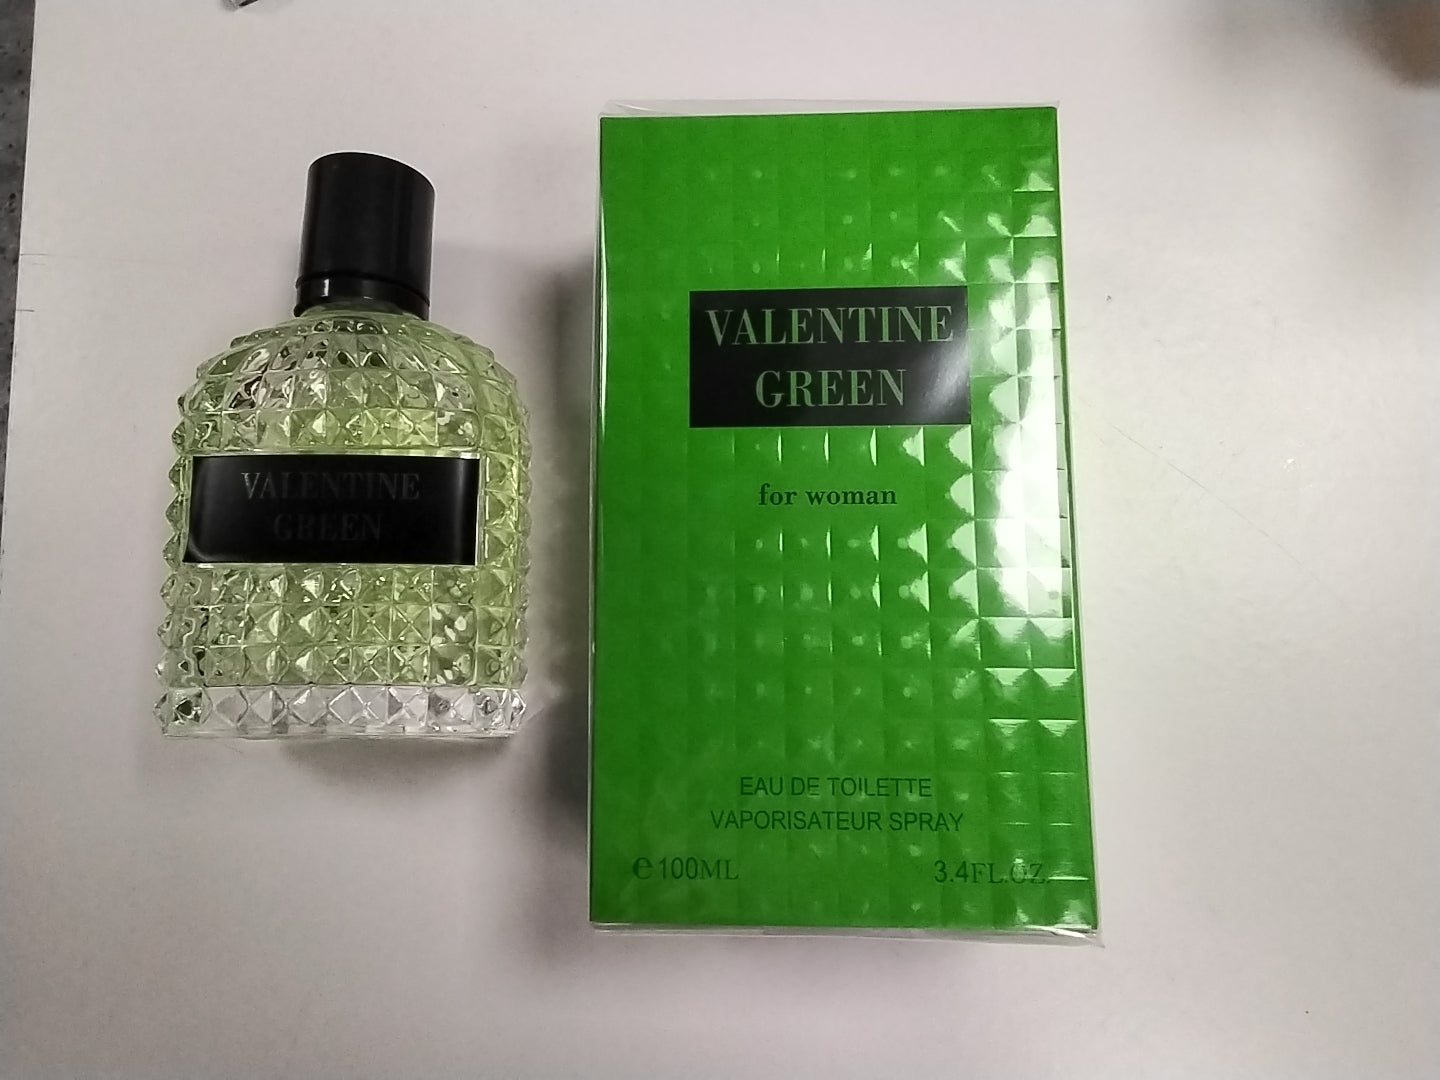 VALENTINE
GREEN
VALENTINE
GREEN
for woman
EAU DE TOILETTE
VAPORISATEUR SPRAY
℮100ML
3.4FL.OZ.